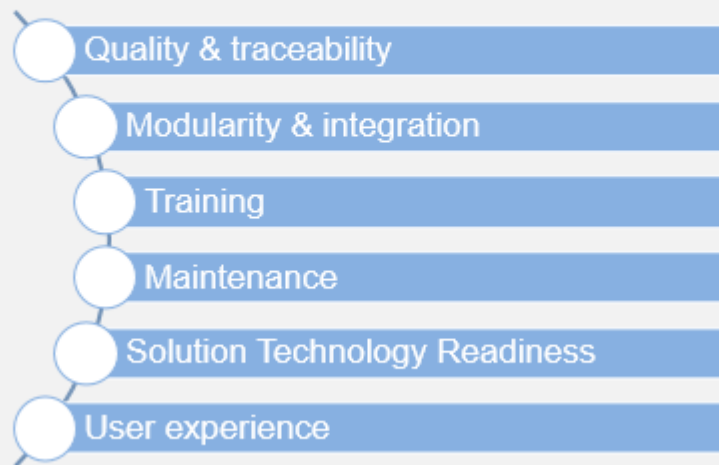 Quality & traceability
Modularity & integration
Training
Maintenance
Solution Technology Readiness
User experience